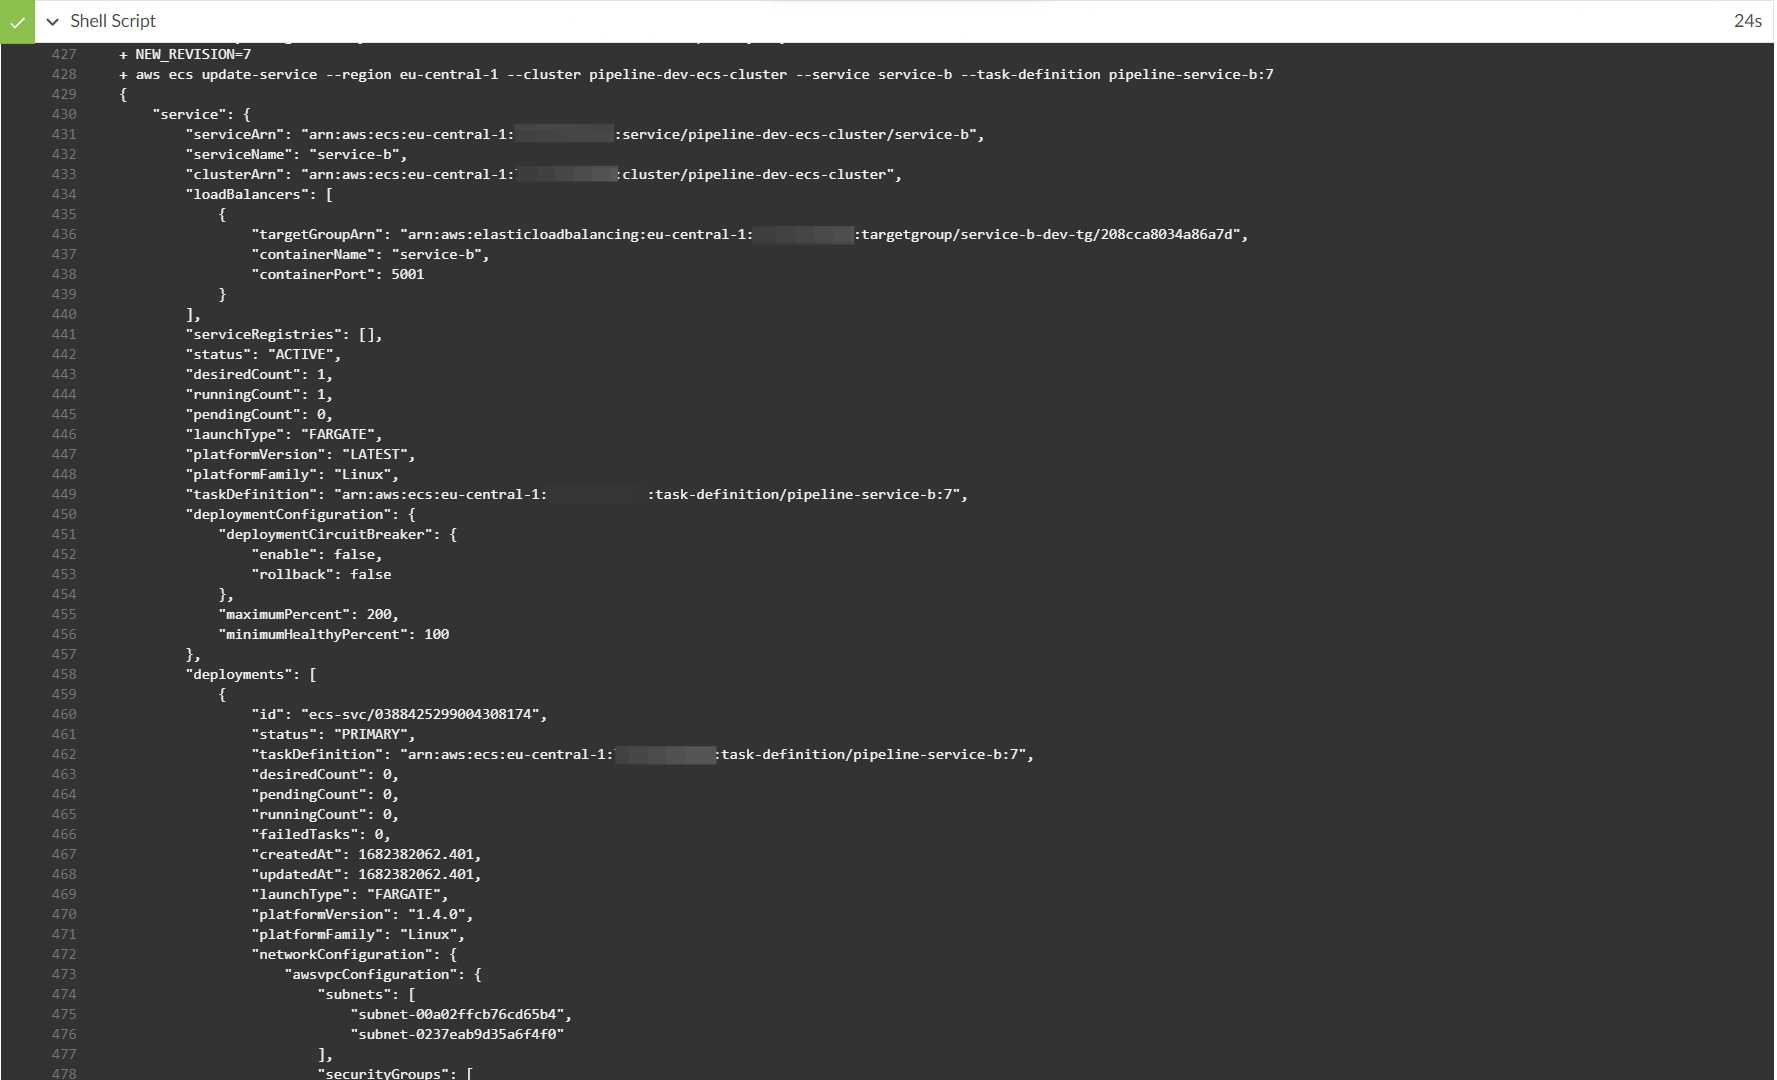 Shell Script
24s
427 + NEW_REVISION=7
428 + aws ecs update-service --region eu-central-1 --cluster pipeline-dev-ecs-cluster --service service-b --task-definition pipeline-service-b:7
429 {
430 "service": {
431 "serviceArn": "arn:aws:ecs:eu-central-1: :service/pipeline-dev-ecs-cluster/service-b",
432 "serviceName": "service-b",
433 "clusterArn": "arn:aws:ecs:eu-central-1: :cluster/pipeline-dev-ecs-cluster",
434 "loadBalancers": [
435 {
436 "targetGroupArn": "arn:aws:elasticloadbalancing:eu-central-1: :targetgroup/service-b-dev-tg/208cca8034a86a7d",
437 "containerName": "service-b",
438 "containerPort": 5001
439 }
440 ],
441 "serviceRegistries": [],
442 "status": "ACTIVE",
443 "desiredCount": 1,
444 "runningCount": 1,
445 "pendingCount": 0,
446 "launchType": "FARGATE",
447 "platformVersion": "LATEST",
448 "platformFamily": "Linux",
449 "taskDefinition": "arn:aws:ecs:eu-central-1: :task-definition/pipeline-service-b:7",
450 "deploymentConfiguration": {
451 "deploymentCircuitBreaker": {
452 "enable": false,
453 "rollback": false
454 },
455 "maximumPercent": 200,
456 "minimumHealthyPercent": 100
457 },
458 "deployments": [
459 {
460 "id": "ecs-svc/0388425299004308174",
461 "status": "PRIMARY",
462 "taskDefinition": "arn:aws:ecs:eu-central-1: :task-definition/pipeline-service-b:7",
463 "desiredCount": 0,
464 "pendingCount": 0,
465 "runningCount": 0,
466 "failedTasks": 0,
467 "createdAt": 1682382062.401,
468 "updatedAt": 1682382062.401,
469 "launchType": "FARGATE",
470 "platformVersion": "1.4.0",
471 "platformFamily": "Linux",
472 "networkConfiguration": {
473 "awsvpcConfiguration": {
474 "subnets": [
475 "subnet-00a02ffcb76cd65b4",
476 "subnet-0237eab9d35a6f4f0"
477 ],
478 "securityGroups": [